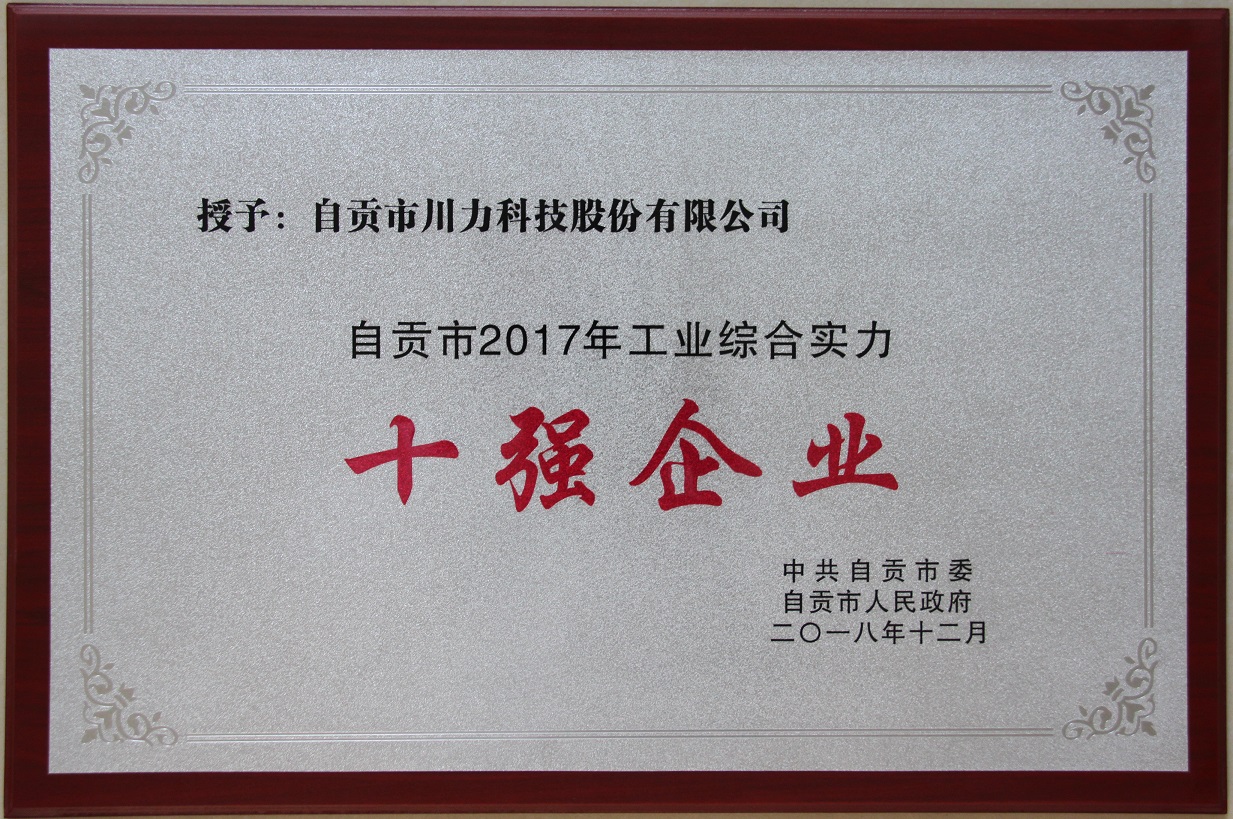 授予：自贡市川力科技股份有限公司
自贡市2017年工业综合实力
十强企业
中共自贡市委
自贡市人民政府
二〇一八年十二月